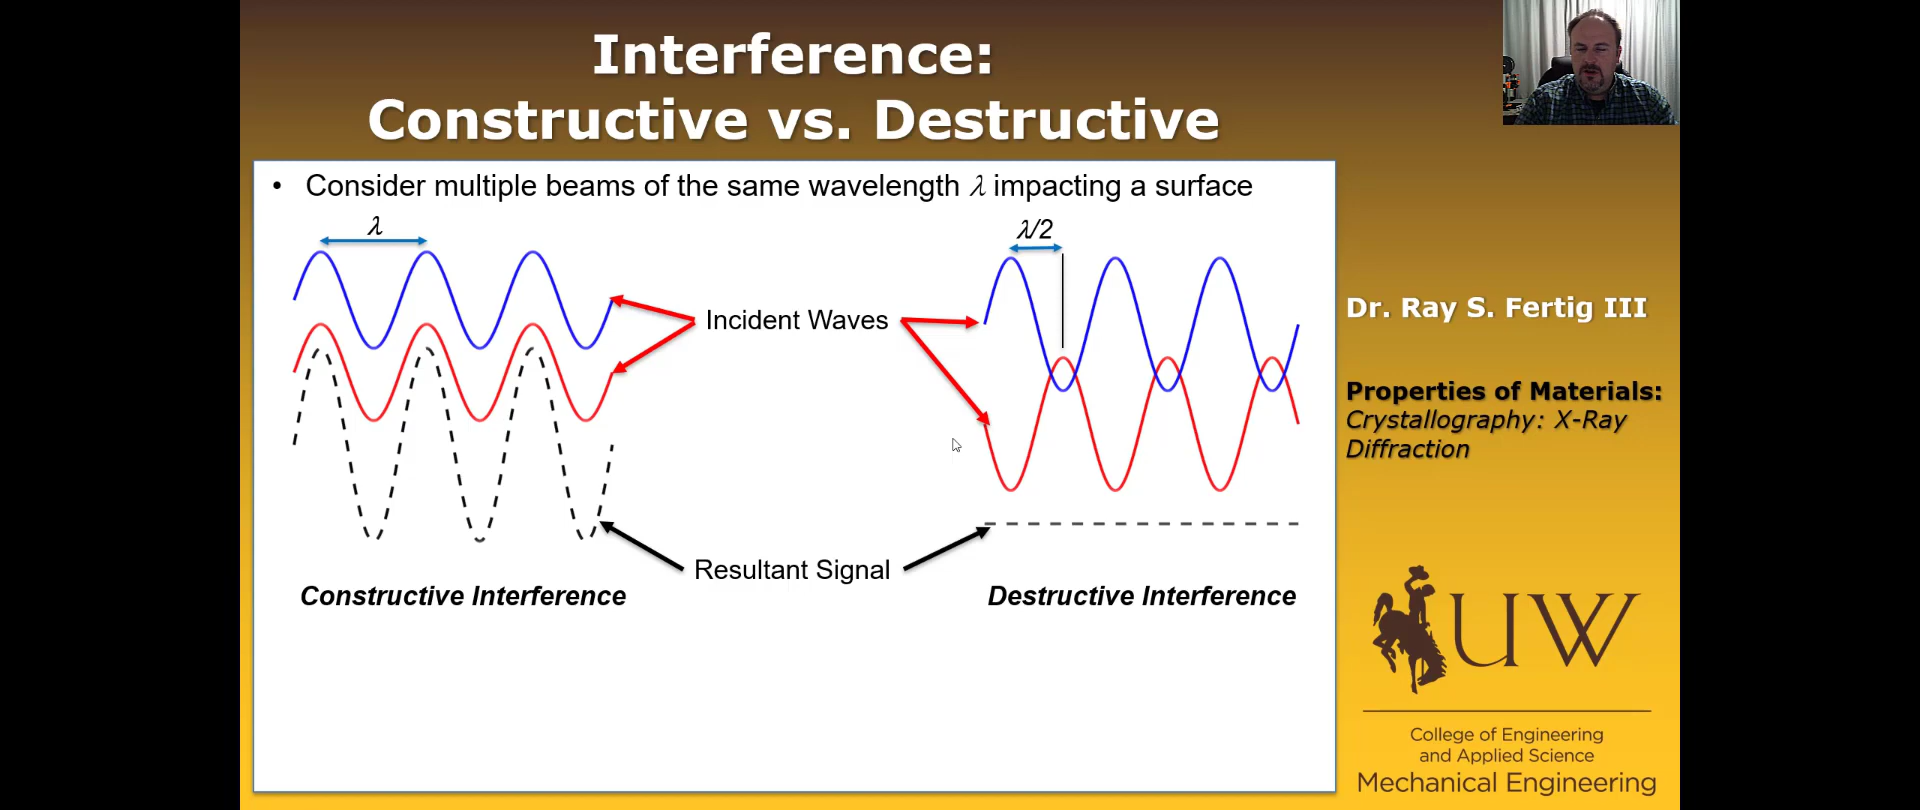 Interference:
Constructive vs. Destructive
• Consider multiple beams of the same wavelength λ impacting a surface
λ
λ/2
Incident Waves
Resultant Signal
Constructive Interference
Destructive Interference
Dr. Ray S. Fertig III
Properties of Materials:
Crystallography: X-Ray
Diffraction
UW
College of Engineering
and Applied Science
Mechanical Engineering